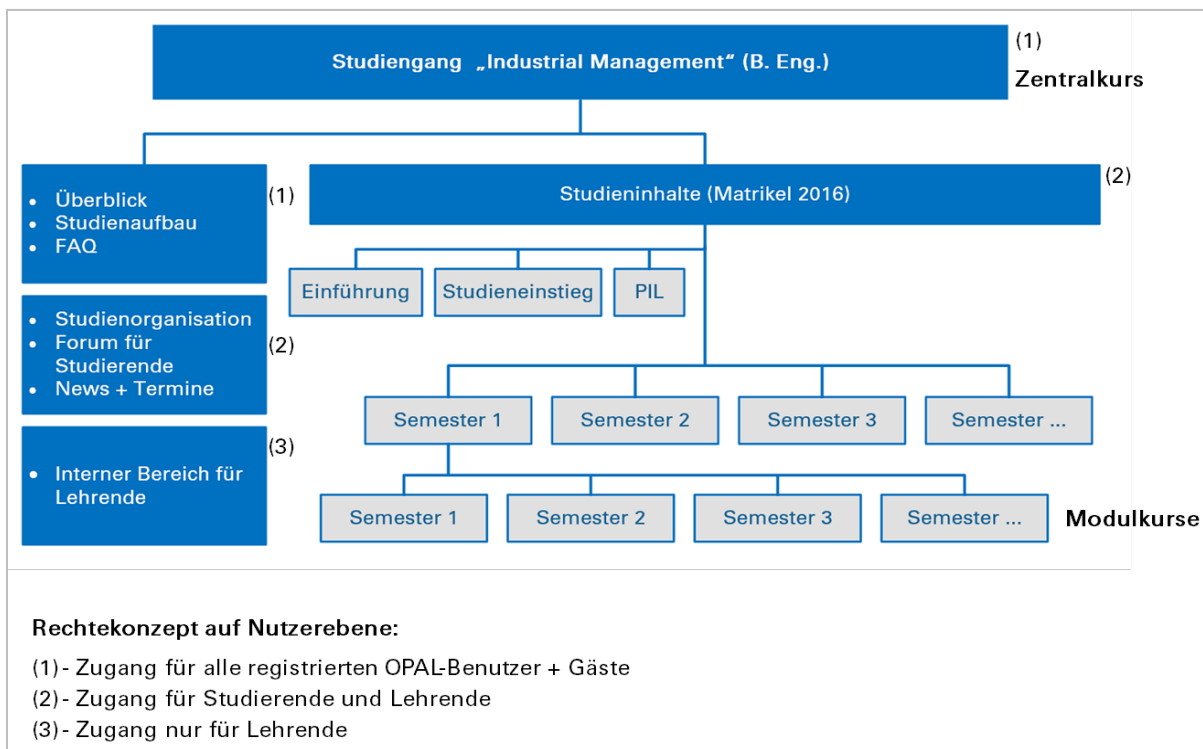 Studiengang „Industrial Management“ (B. Eng.)
(1)
Zentralkurs
• Überblick
• Studienaufbau
• FAQ
(1)
Studieninhalte (Matrikel 2016)
(2)
Einführung
Studieneinstieg
PIL
• Studienorganisation
• Forum für
Studierende
• News + Termine
(2)
Semester 1
Semester 2
Semester 3
Semester ...
• Interner Bereich für
Lehrende
(3)
Semester 1
Semester 2
Semester 3
Semester ...
Modulkurse
Rechtekonzept auf Nutzerebene:
(1) - Zugang für alle registrierten OPAL-Benutzer + Gäste
(2) - Zugang für Studierende und Lehrende
(3) - Zugang nur für Lehrende